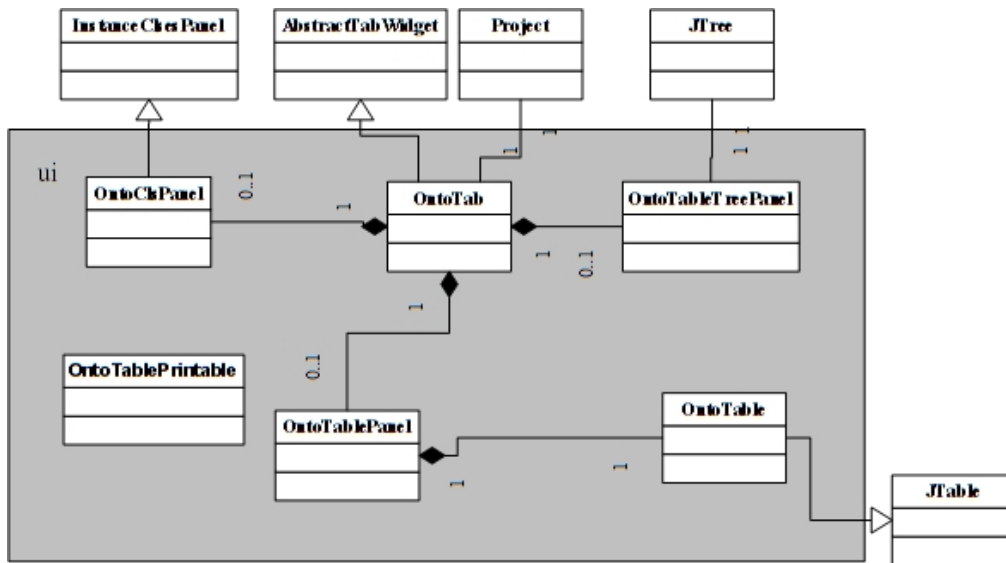 InstanceClsesPanel
AbstractTabWidget
Project
JTree
1
1
1
1
ui
OntoClsPanel
0..1
1
OntoTab
OntoTableTreePanel
1
0..1
1
0..1
OntoTablePrintable
OntoTablePanel
OntoTable
1
1
JTable